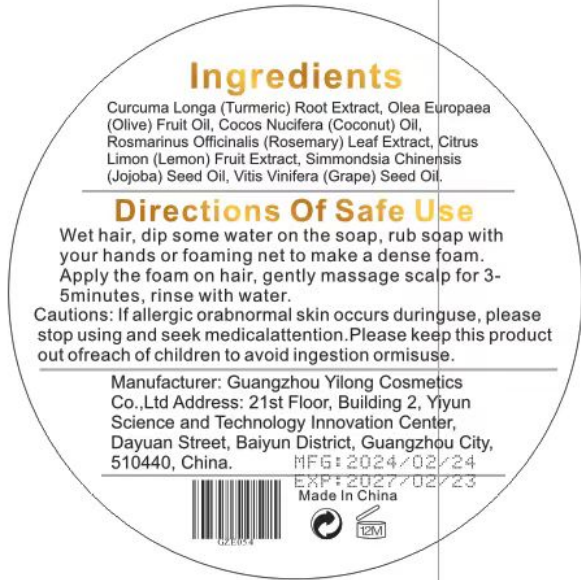 Ingredients
Curcuma Longa (Turmeric) Root Extract, Olea Europaea
(Olive) Fruit Oil, Cocos Nucifera (Coconut) Oil,
Rosmarinus Officinalis (Rosemary) Leaf Extract, Citrus
Limon (Lemon) Fruit Extract, Simmondsia Chinensis
(Jojoba) Seed Oil, Vitis Vinifera (Grape) Seed Oil.
Directions Of Safe Use
Wet hair, dip some water on the soap, rub soap with
your hands or foaming net to make a dense foam.
Apply the foam on hair, gently massage scalp for 3-
5minutes, rinse with water.
Cautions: If allergic orabnormal skin occurs duringuse, please
stop using and seek medicalattention.Please keep this product
out ofreach of children to avoid ingestion ormisuse.
Manufacturer: Guangzhou Yilong Cosmetics
Co.,Ltd Address: 21st Floor, Building 2, Yiyun
Science and Technology Innovation Center,
Dayuan Street, Baiyun District, Guangzhou City,
510440, China.
MFG:2024/02/24
EXP:2027/02/23
Made In China
GZE054
12M